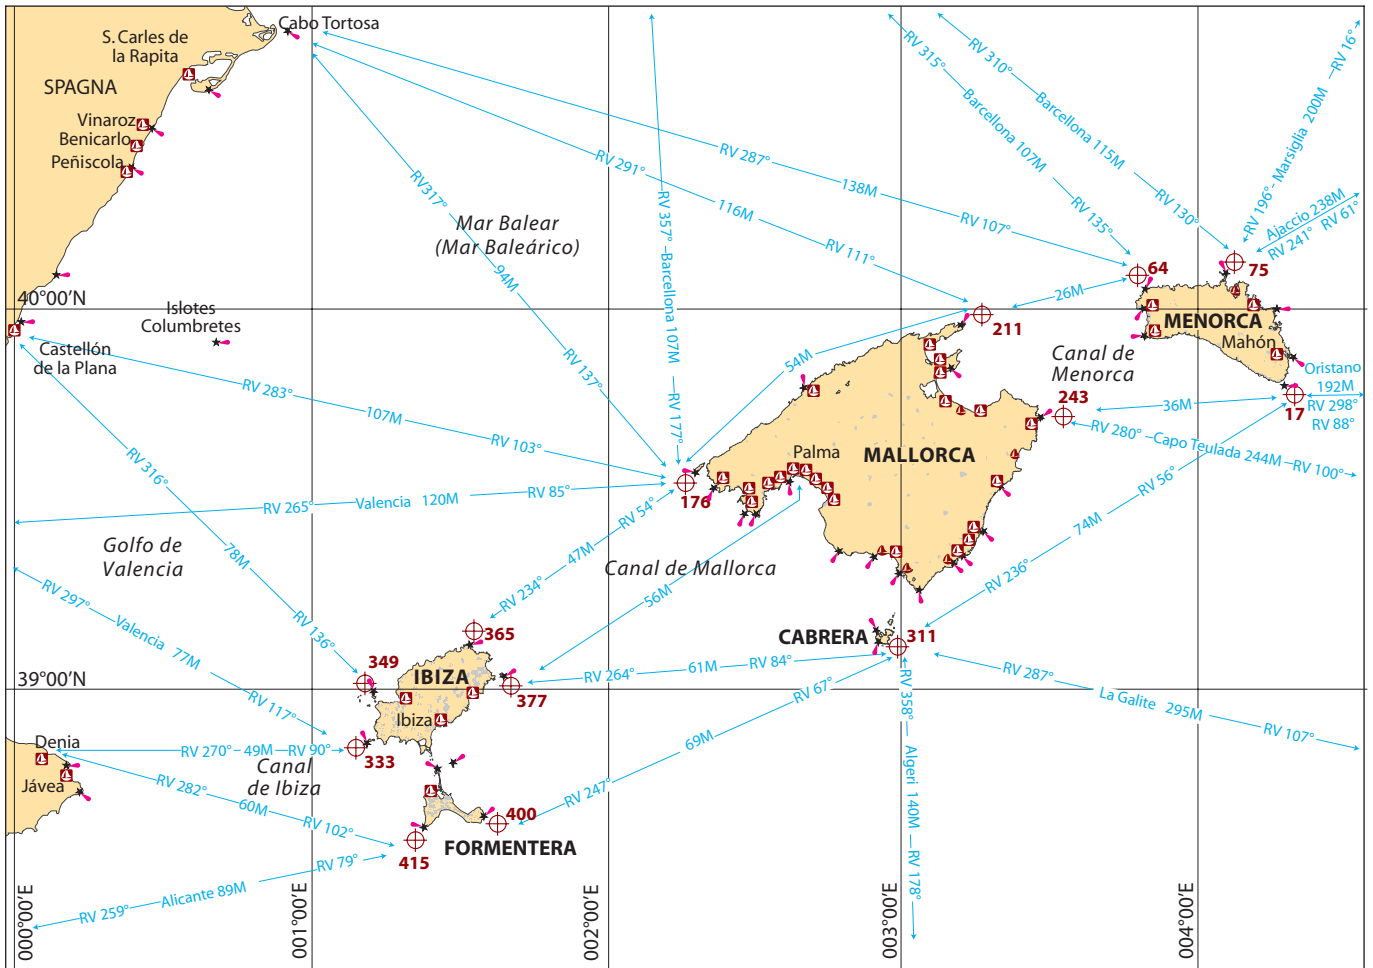 Cabo Tortosa
S. Carles de
la Rapita
SPAGNA
Vinaroz
Benicarlo
Peñiscola
RV 315°
Barcellona 107M
RV 135°
RV 310°
Barcellona 115M
RV 130°
RV 196°
Marsiglia 200M
RV 16°
Ajaccio 238M
RV 241°
RV 61°
RV 287°
138M
RV 107°
RV 291°
116M
RV 111°
RV317°
94M
RV 137°
RV 357°
Barcellona 107M
RV 177°
Mar Balear
(Mar Baleárico)
64
75
26M
211
40°00'N
Islotes
Columbretes
MENORCA
Mahón
Castellón
de la Plana
Canal de
Menorca
54M
Oristano
192M
RV 298°
RV 88°
17
243
36M
RV 283°
107M
RV 103°
RV 280°
Capo Teulada 244M
RV 100°
Palma
MALLORCA
RV 316°
78M
RV 136°
RV 265°
Valencia 120M
RV 85°
176
RV 54°
47M
RV 234°
RV 56°
74M
RV 236°
Golfo de
Valencia
Canal de Mallorca
56M
RV 297°
Valencia 77M
RV 117°
365
CABRERA
311
349
IBIZA
Ibiza
377
RV 264°
61M
RV 84°
39°00'N
RV 287°
La Galite 295M
RV 107°
RV 67°
69M
RV 247°
RV 358°
Algeri 140M
RV 178°
Denia
Jávea
RV 270°
49M
RV 90°
333
Canal
de Ibiza
RV 282°
60M
RV 102°
400
415
FORMENTERA
RV 79°
Alicante 89M
RV 259°
000°00'E
001°00'E
002°00'E
003°00'E
004°00'E